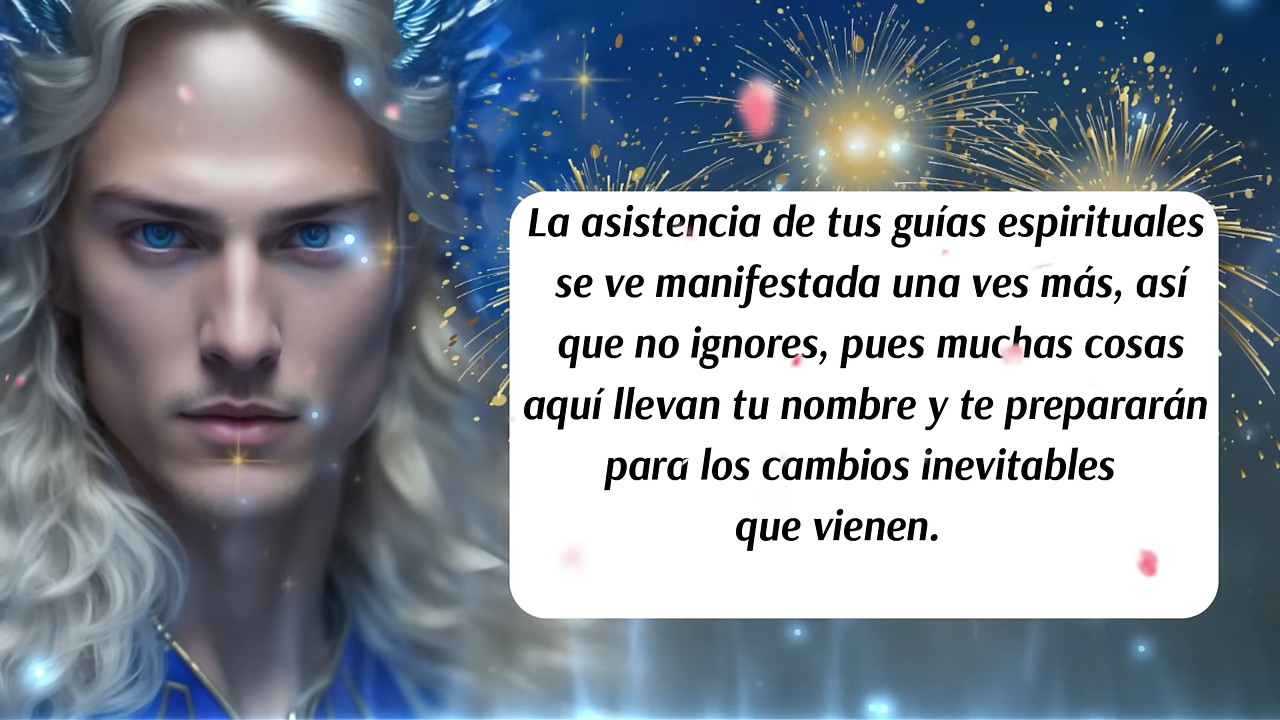 La asistencia de tus guías espirituales
se ve manifestada una ves más, así
que no ignores, pues muchas cosas
aquí llevan tu nombre y te prepararán
para los cambios inevitables
que vienen.